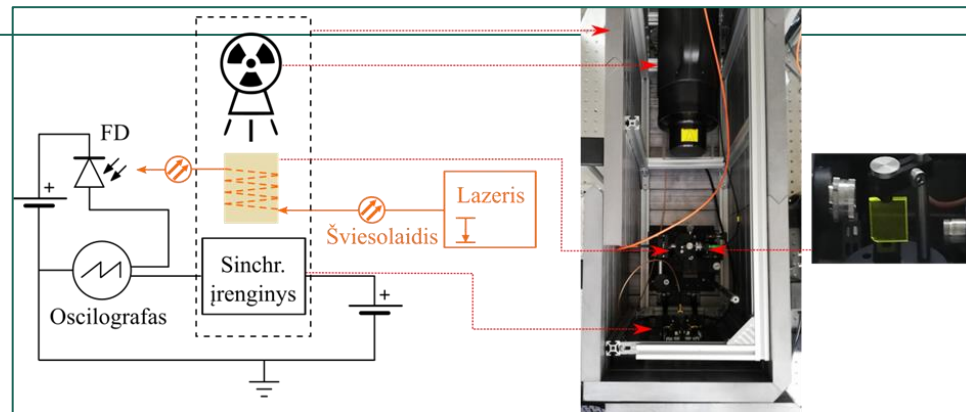 FD
+
Lazeris
Šviesolaidis
Sinchr.
įrenginys
+
Oscilografas